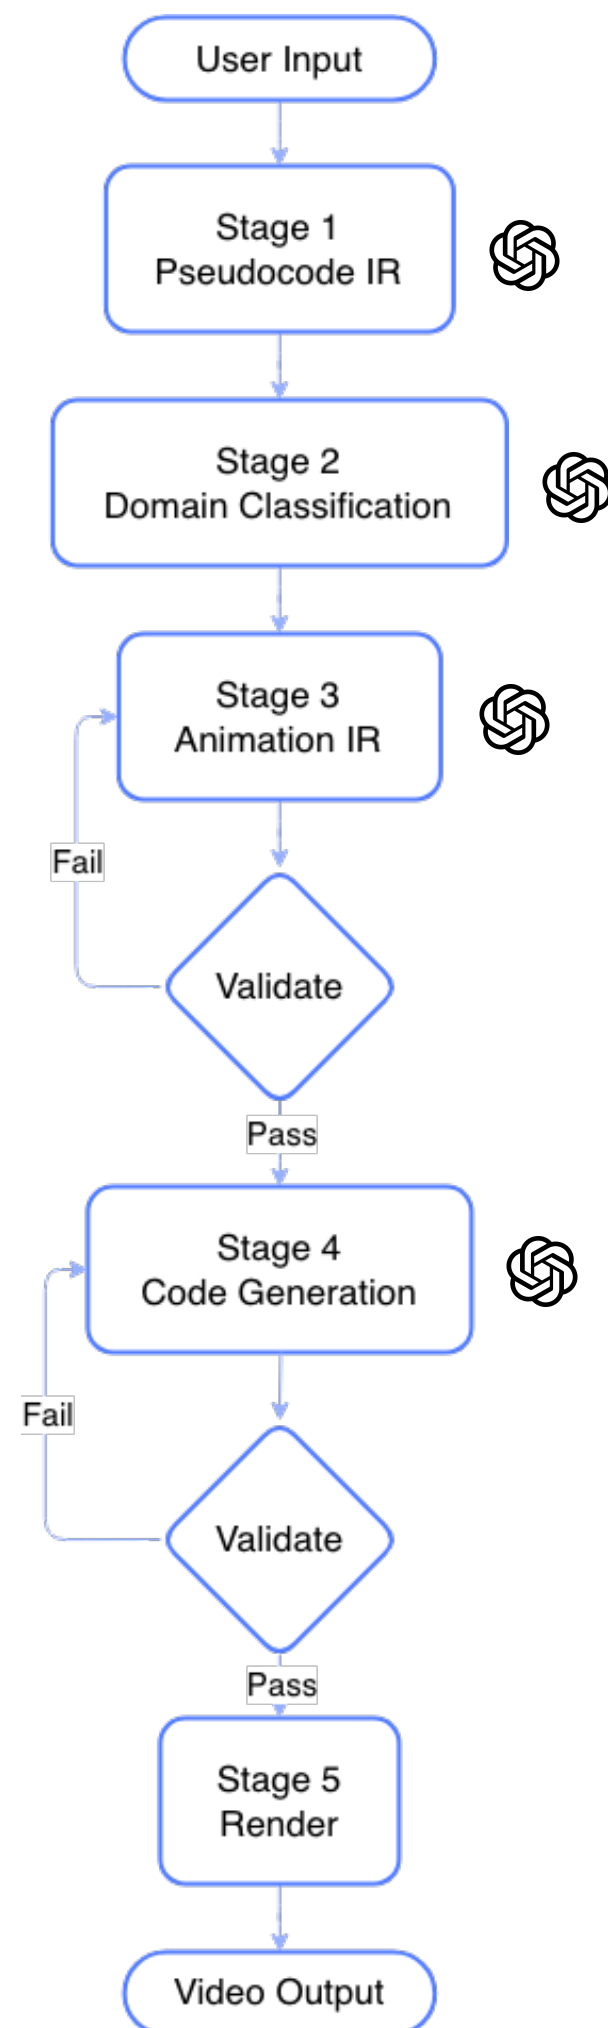 User Input
Stage 1
Pseudocode IR
Stage 2
Domain Classification
Stage 3
Animation IR
Fail
Validate
Pass
Stage 4
Code Generation
Fail
Validate
Pass
Stage 5
Render
Video Output